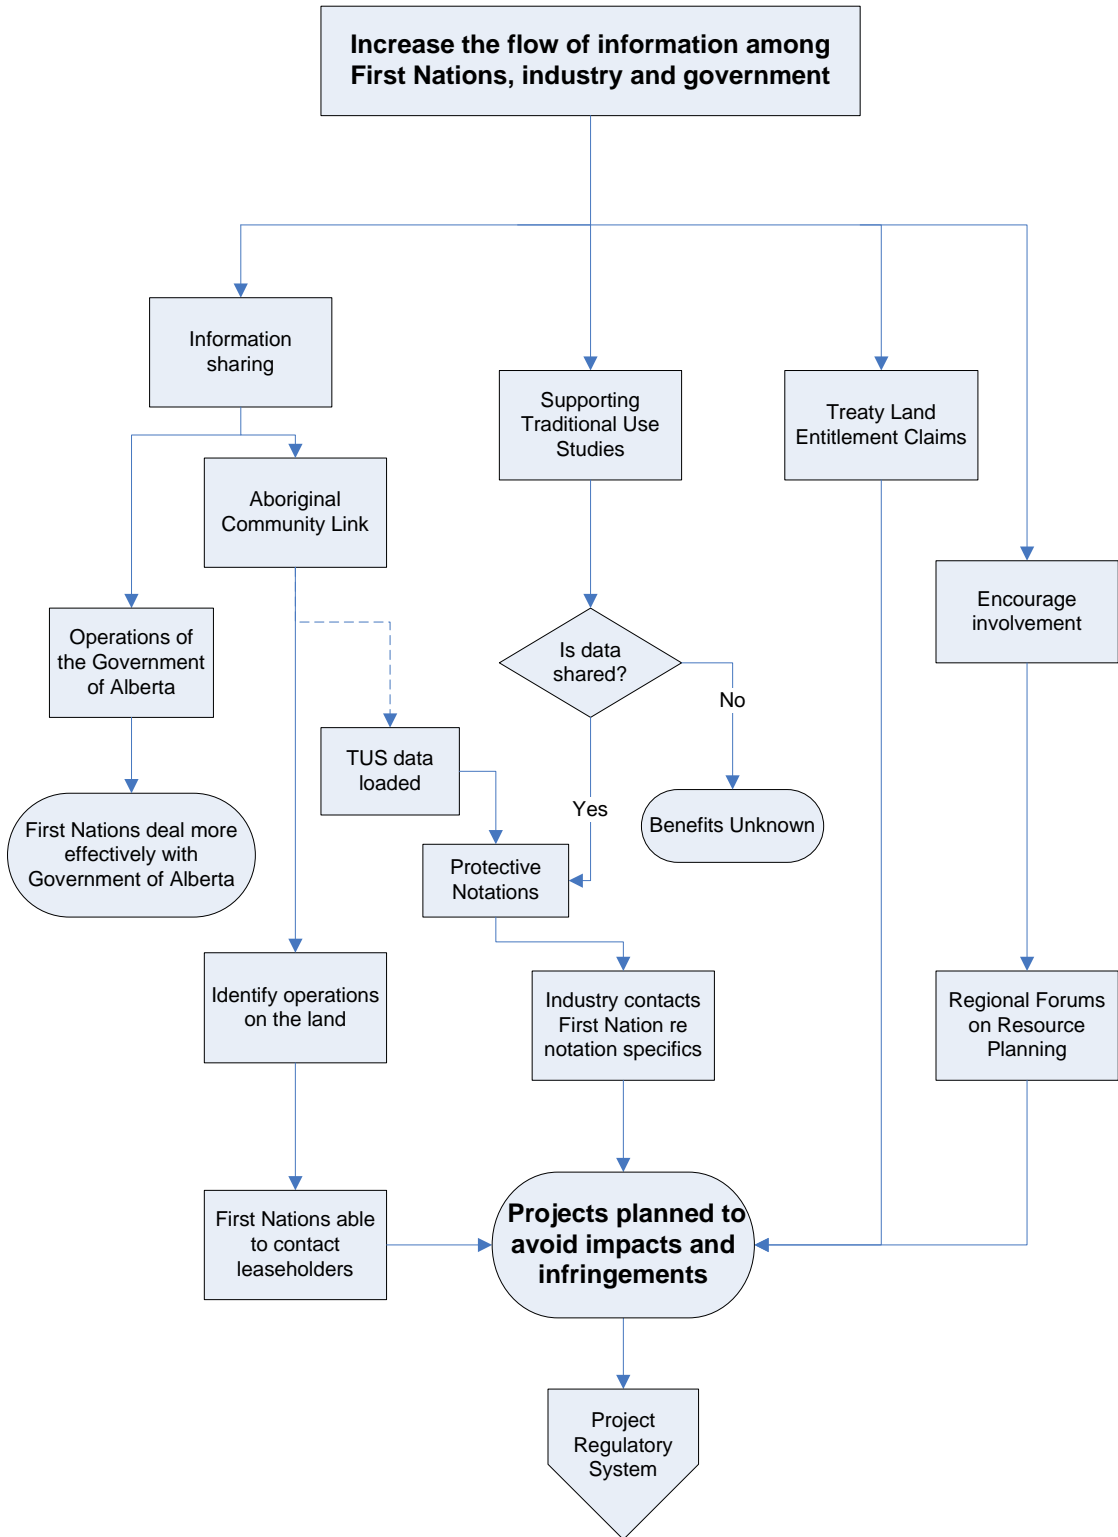 Increase the flow of information among
First Nations, industry and government
Information
sharing
Supporting
Traditional Use
Studies
Treaty Land
Entitlement Claims
Aboriginal
Community Link
Operations of
the Government
of Alberta
Is data
shared?
Encourage
involvement
No
TUS data
loaded
Yes
Benefits Unknown
First Nations deal more
effectively with
Government of Alberta
Protective
Notations
Identify operations
on the land
Industry contacts
First Nation re
notation specifics
Regional Forums
on Resource
Planning
First Nations able
to contact
leaseholders
Projects planned to
avoid impacts and
infringements
Project
Regulatory
System